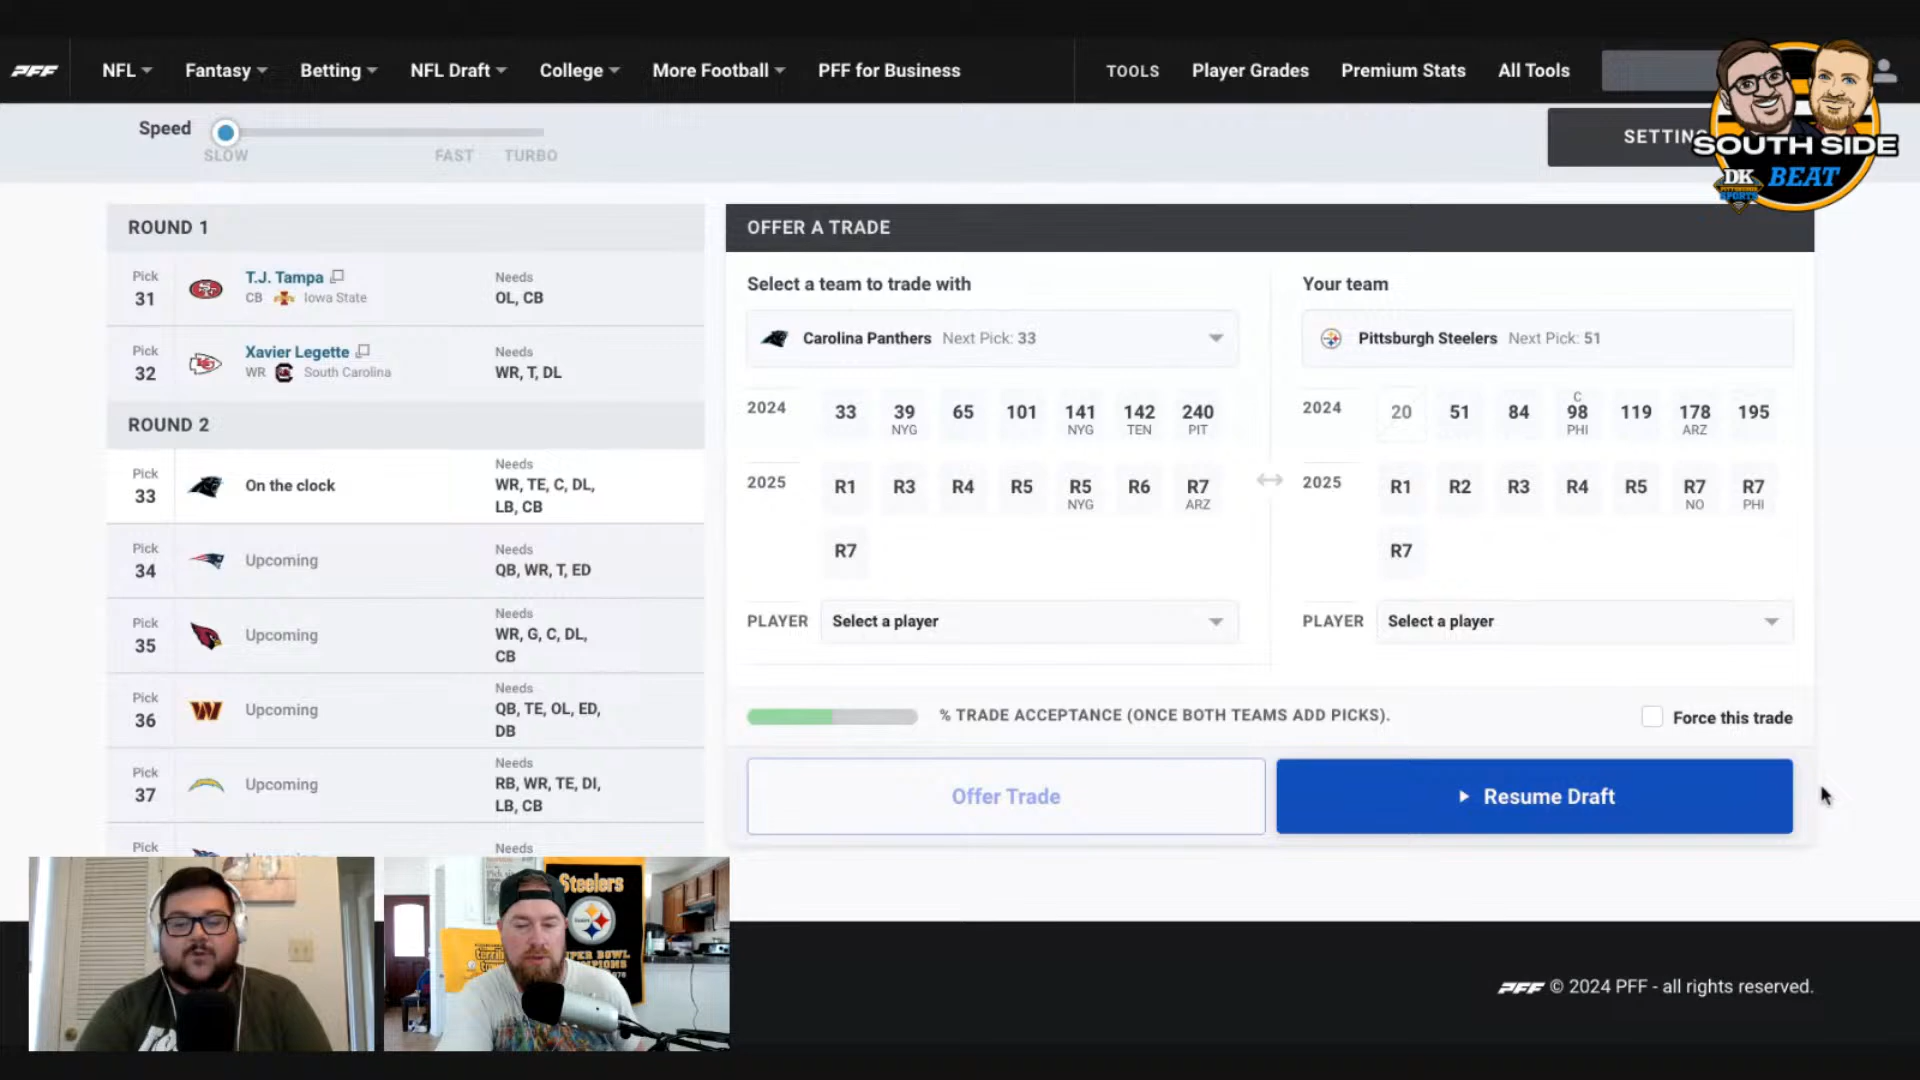 PFF
NFL
Fantasy
Betting
NFL Draft
College
More Football
PFF for Business
TOOLS
Player Grades
Premium Stats
All Tools
Speed
SLOW
FAST
TURBO
SETTIN
SOUTH SIDE
DK
PITTSBURGH
SPORTS
BEAT
ROUND 1
Pick
31
T.J. Tampa
CB
Iowa State
Needs
OL, CB
Pick
32
Xavier Legette
WR
South Carolina
Needs
WR, T, DL
ROUND 2
Pick
33
On the clock
Needs
WR, TE, C, DL,
LB, CB
Pick
34
Upcoming
Needs
QB, WR, T, ED
Pick
35
Upcoming
Needs
WR, G, C, DL,
CB
Pick
36
Upcoming
Needs
QB, TE, OL, ED,
DB
Pick
37
Upcoming
Needs
RB, WR, TE, DI,
LB, CB
Pick
Needs
OFFER A TRADE
Select a team to trade with
Carolina Panthers Next Pick: 33
2024
33 39 65 101 141 142 240
NYG NYG TEN PIT
2025
R1 R3 R4 R5 R5 R6 R7
NYG ARZ
R7
PLAYER Select a player
Your team
Pittsburgh Steelers Next Pick: 51
2024
C
20 51 84 98 119 178 195
PHI ARZ
2025
R1 R2 R3 R4 R5 R7 R7
NO PHI
R7
PLAYER Select a player
% TRADE ACCEPTANCE (ONCE BOTH TEAMS ADD PICKS).
Force this trade
Offer Trade
Resume Draft
Steelers
PFF © 2024 PFF - all rights reserved.